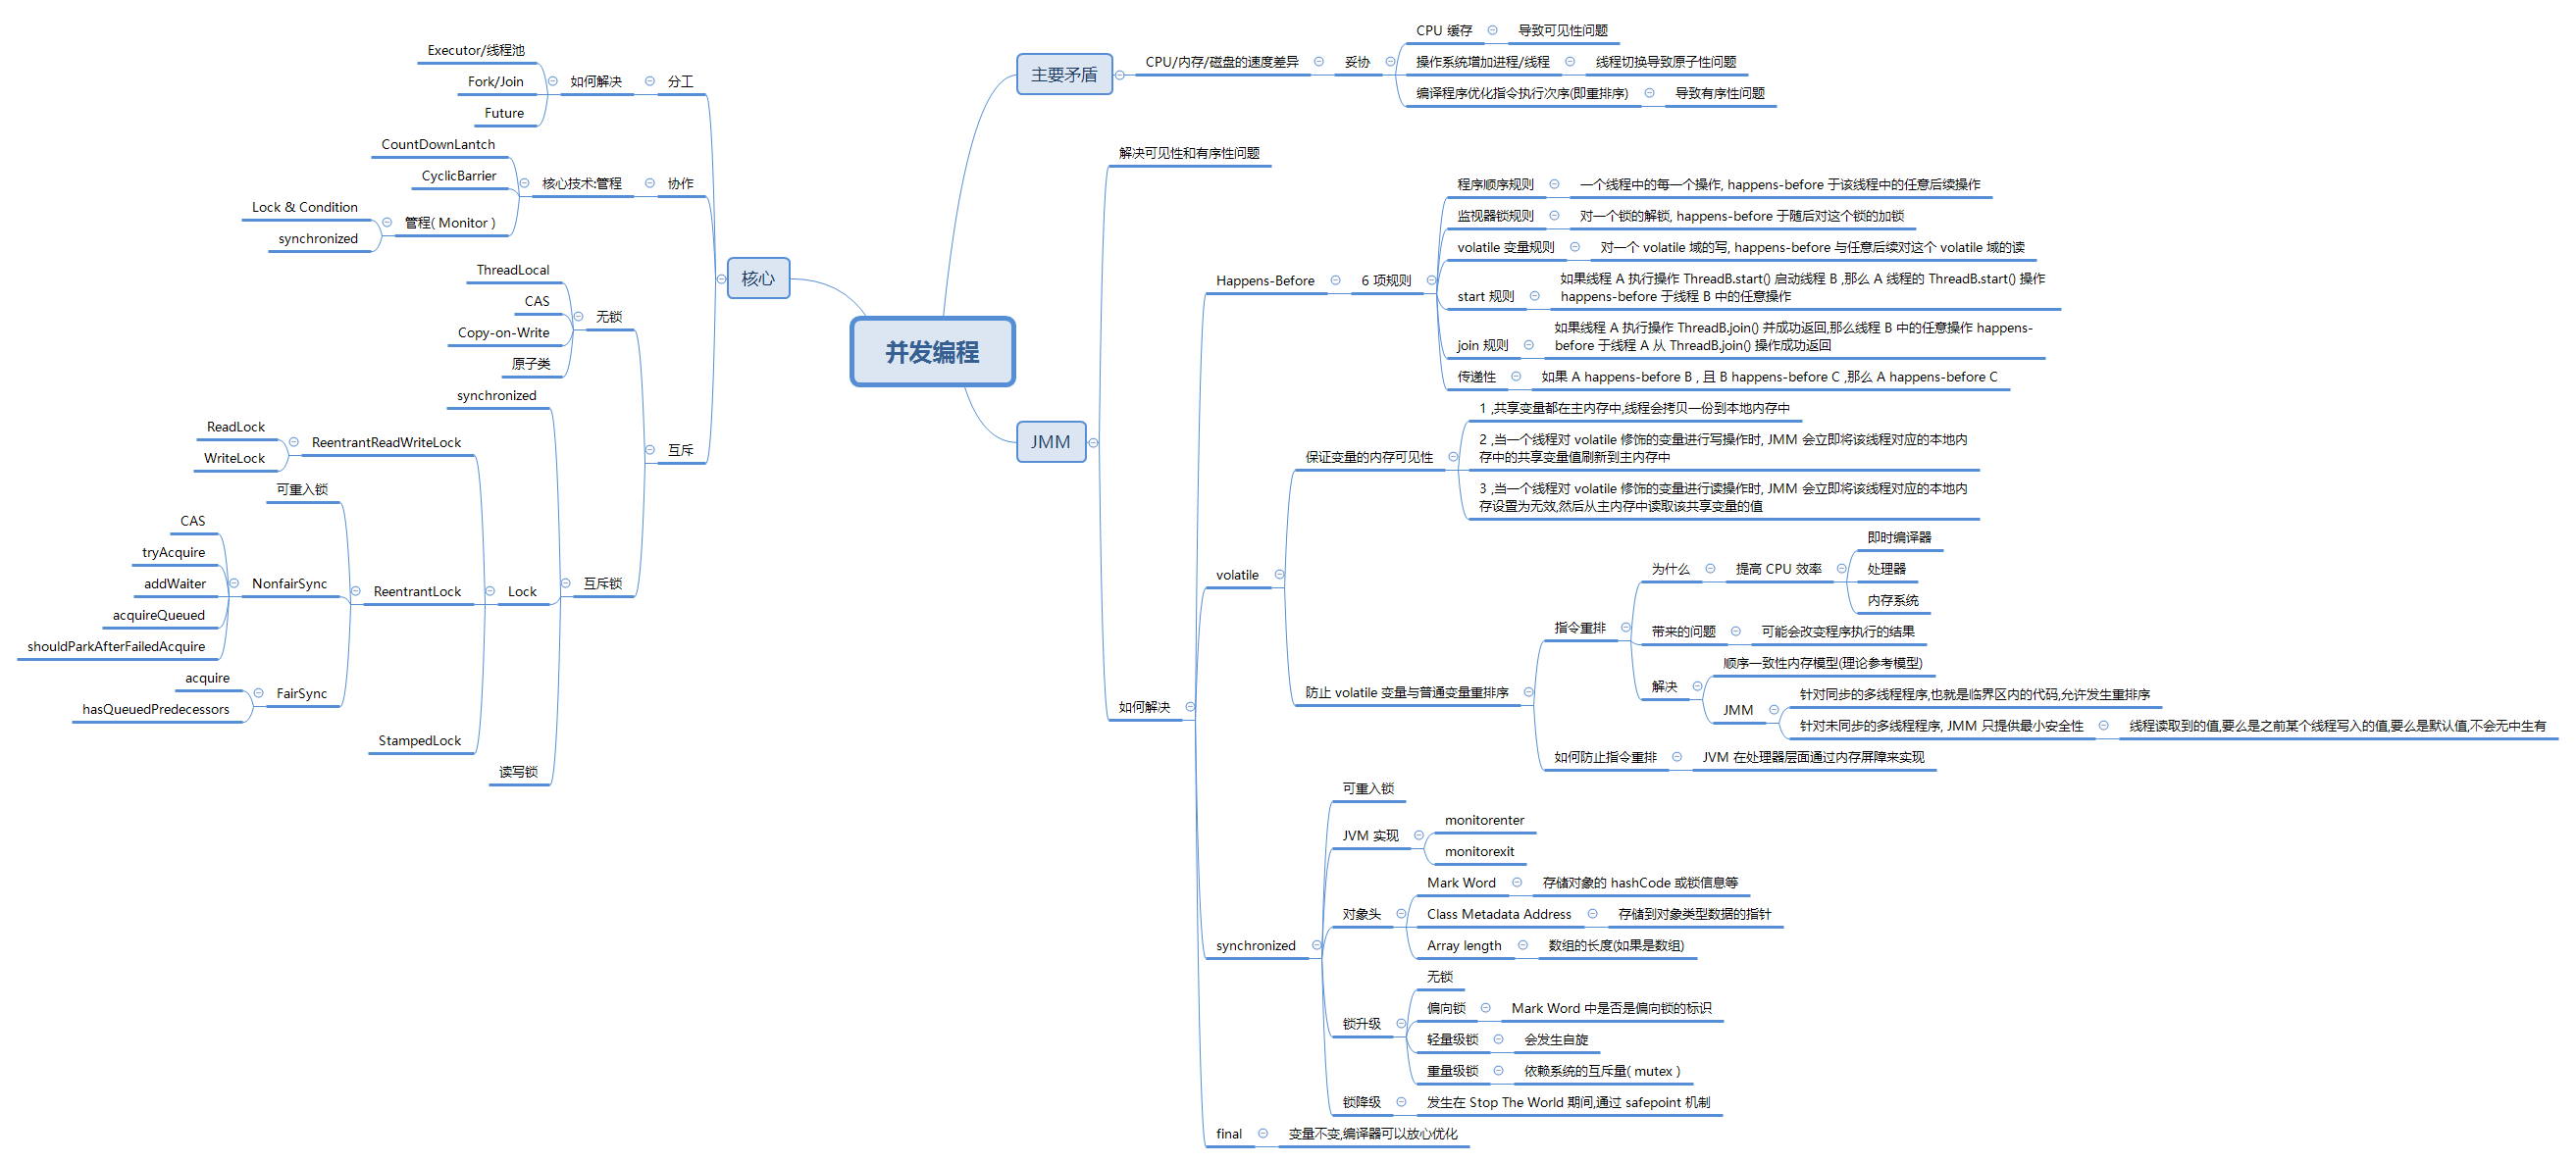 并发编程
主要矛盾
CPU/内存/磁盘的速度差异
妥协
CPU 缓存
导致可见性问题
操作系统增加进程/线程
线程切换导致原子性问题
编译程序优化指令执行次序(即重排序)
导致有序性问题
JMM
解决可见性和有序性问题
如何解决
Happens-Before
6 项规则
程序顺序规则
一个线程中的每一个操作, happens-before 于该线程中的任意后续操作
监视器锁规则
对一个锁的解锁, happens-before 于随后对这个锁的加锁
volatile 变量规则
对一个 volatile 域的写, happens-before 与任意后续对这个 volatile 域的读
start 规则
如果线程 A 执行操作 ThreadB.start() 启动线程 B ,那么 A 线程的 ThreadB.start() 操作
happens-before 于线程 B 中的任意操作
join 规则
如果线程 A 执行操作 ThreadB.join() 并成功返回,那么线程 B 中的任意操作 happens-
before 于线程 A 从 ThreadB.join() 操作成功返回
传递性
如果 A happens-before B , 且 B happens-before C ,那么 A happens-before C
volatile
保证变量的内存可见性
1 ,共享变量都在主内存中,线程会拷贝一份到本地内存中
2 ,当一个线程对 volatile 修饰的变量进行写操作时, JMM 会立即将该线程对应的本地内
存中的共享变量值刷新到主内存中
3 ,当一个线程对 volatile 修饰的变量进行读操作时, JMM 会立即将该线程对应的本地内
存设置为无效,然后从主内存中读取该共享变量的值
防止 volatile 变量与普通变量重排序
指令重排
为什么
提高 CPU 效率
即时编译器
处理器
内存系统
带来的问题
可能会改变程序执行的结果
解决
顺序一致性内存模型(理论参考模型)
JMM
针对同步的多线程程序,也就是临界区内的代码,允许发生重排序
针对未同步的多线程程序, JMM 只提供最小安全性
线程读取到的值,要么是之前某个线程写入的值,要么是默认值,不会无中生有
如何防止指令重排
JVM 在处理器层面通过内存屏障来实现
synchronized
可重入锁
JVM 实现
monitorenter
monitorexit
对象头
Mark Word
存储对象的 hashCode 或锁信息等
Class Metadata Address
存储到对象类型数据的指针
Array length
数组的长度(如果是数组)
锁升级
无锁
偏向锁
Mark Word 中是否是偏向锁的标识
轻量级锁
会发生自旋
重量级锁
依赖系统的互斥量( mutex )
锁降级
发生在 Stop The World 期间,通过 safepoint 机制
final
变量不变,编译器可以放心优化
核心
分工
如何解决
Executor/线程池
Fork/Join
Future
协作
核心技术:管程
CountDownLantch
CyclicBarrier
管程( Monitor )
Lock & Condition
synchronized
互斥
无锁
ThreadLocal
CAS
Copy-on-Write
原子类
互斥锁
synchronized
Lock
ReentrantReadWriteLock
ReadLock
WriteLock
ReentrantLock
可重入锁
NonfairSync
CAS
tryAcquire
addWaiter
acquireQueued
shouldParkAfterFailedAcquire
FairSync
acquire
hasQueuedPredecessors
StampedLock
读写锁